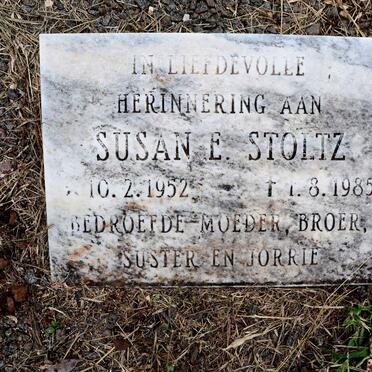 IN LIEFDEVOLLE
HERINNERING AAN
SUSAN E. STOLTZ
* 10.2.1952 † 1.8.1985
BEDROEFDE MOEDER, BROER,
SUSTER EN JORRIE